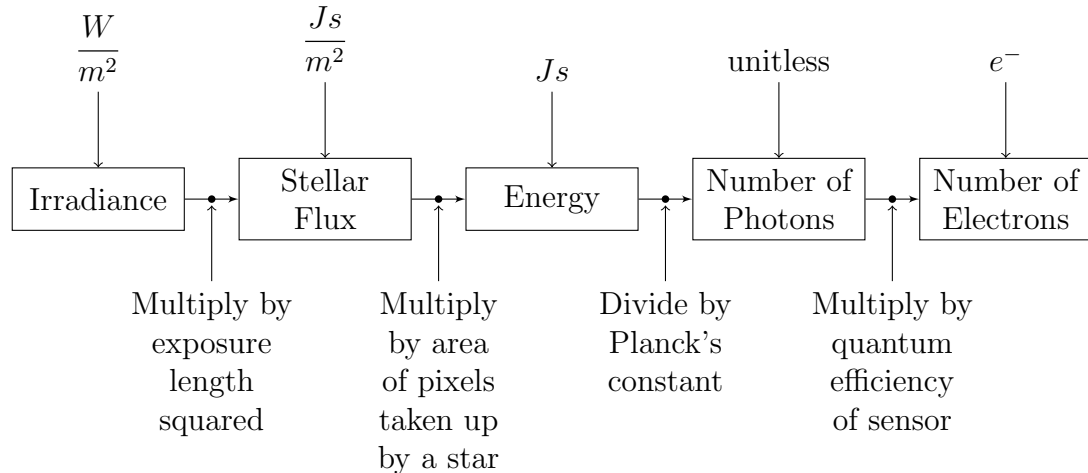 W/m²
Js/m²
Js
unitless
e⁻
Irradiance
Stellar
Flux
Energy
Number of
Photons
Number of
Electrons
Multiply by
exposure
length
squared
Multiply
by area
of pixels
taken up
by a star
Divide by
Planck's
constant
Multiply by
quantum
efficiency
of sensor